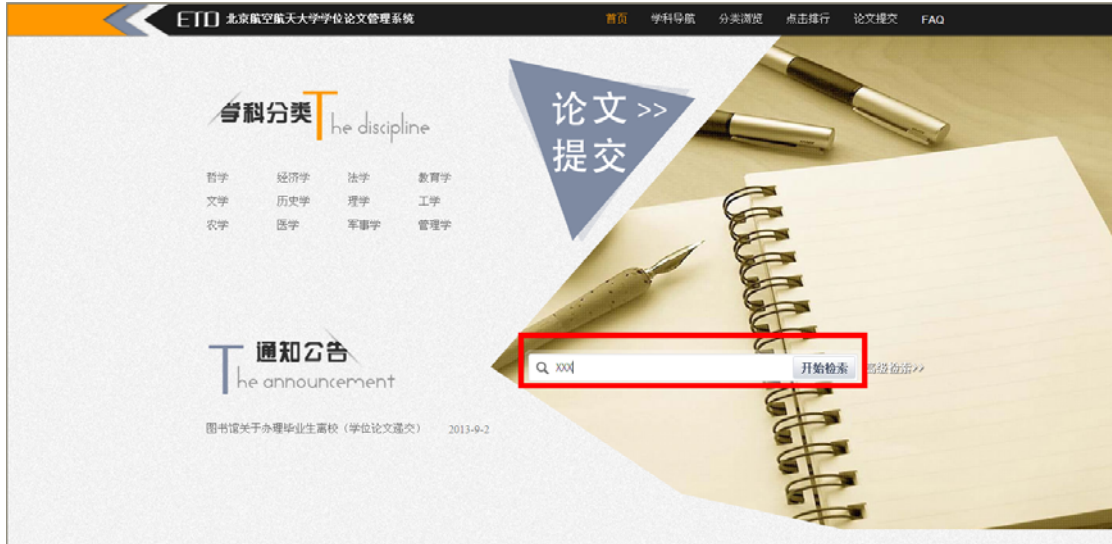 ETD 北京航空航天大学学位论文管理系统
首页 学科导航 分类浏览 点击排行 论文提交 FAQ
学科分类
The discipline
论文 >>
提交
哲学 经济学 法学 教育学
文学 历史学 理学 工学
农学 医学 军事学 管理学
通知公告
The announcement
XXX 开始检索 高级检索>>
图书馆关于办理毕业生离校（学位论文递交） 2013-9-2